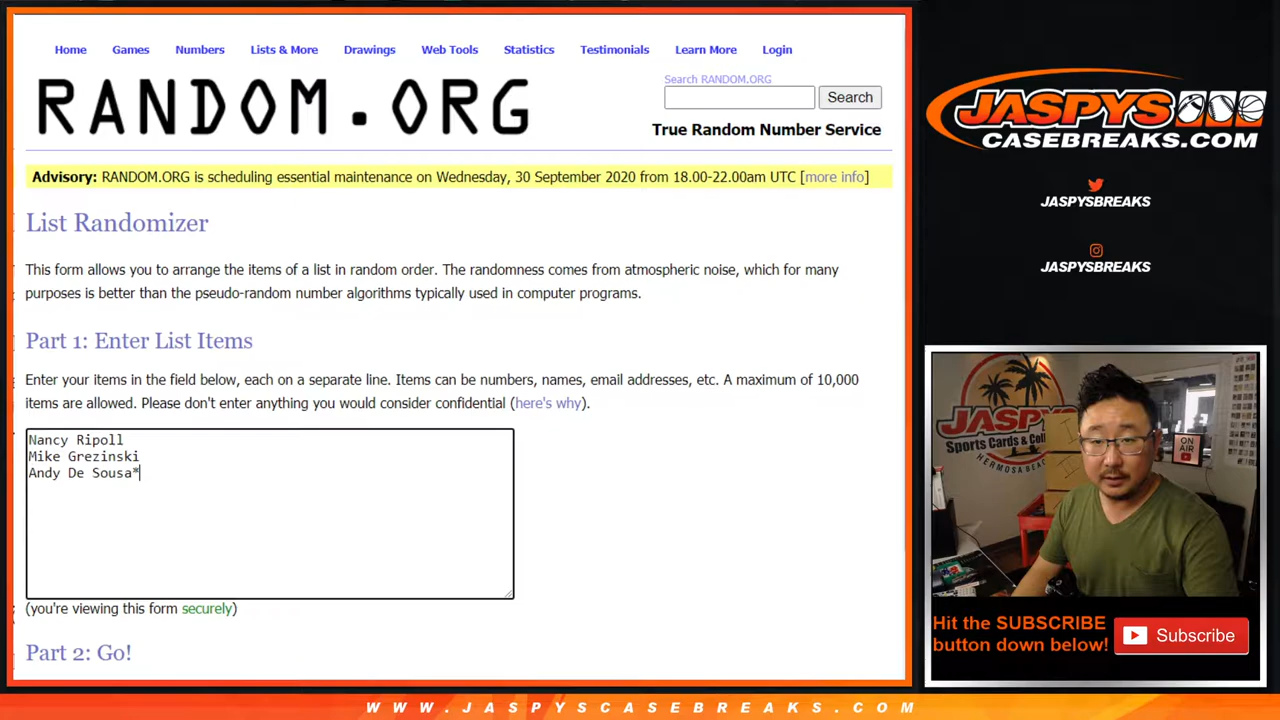 Home Games Numbers Lists & More Drawings Web Tools Statistics Testimonials Learn More Login
RANDOM.ORG
Search RANDOM.ORG
Search
True Random Number Service
Advisory: RANDOM.ORG is scheduling essential maintenance on Wednesday, 30 September 2020 from 18.00-22.00am UTC [more info]
List Randomizer
This form allows you to arrange the items of a list in random order. The randomness comes from atmospheric noise, which for many
purposes is better than the pseudo-random number algorithms typically used in computer programs.
Part 1: Enter List Items
Enter your items in the field below, each on a separate line. Items can be numbers, names, email addresses, etc. A maximum of 10,000
items are allowed. Please don't enter anything you would consider confidential (here's why).
Nancy Ripoll
Mike Grezinski
Andy De Sousa*
(you're viewing this form securely)
Part 2: Go!
JASPYS
CASEBREAKS.COM
JASPYSBREAKS
JASPYSBREAKS
JASPYS
Sports Cards & Coll
HERMOSA BEA
ON
AIR
Hit the SUBSCRIBE
button down below!
Subscribe
WWW.JASPYSCASEBREAKS.COM